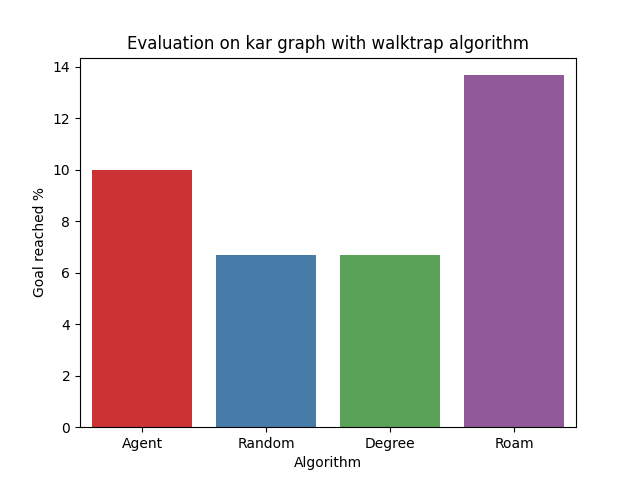 Evaluation on kar graph with walktrap algorithm
Goal reached %
14
12
10
8
6
4
2
0
Agent
Random
Degree
Roam
Algorithm